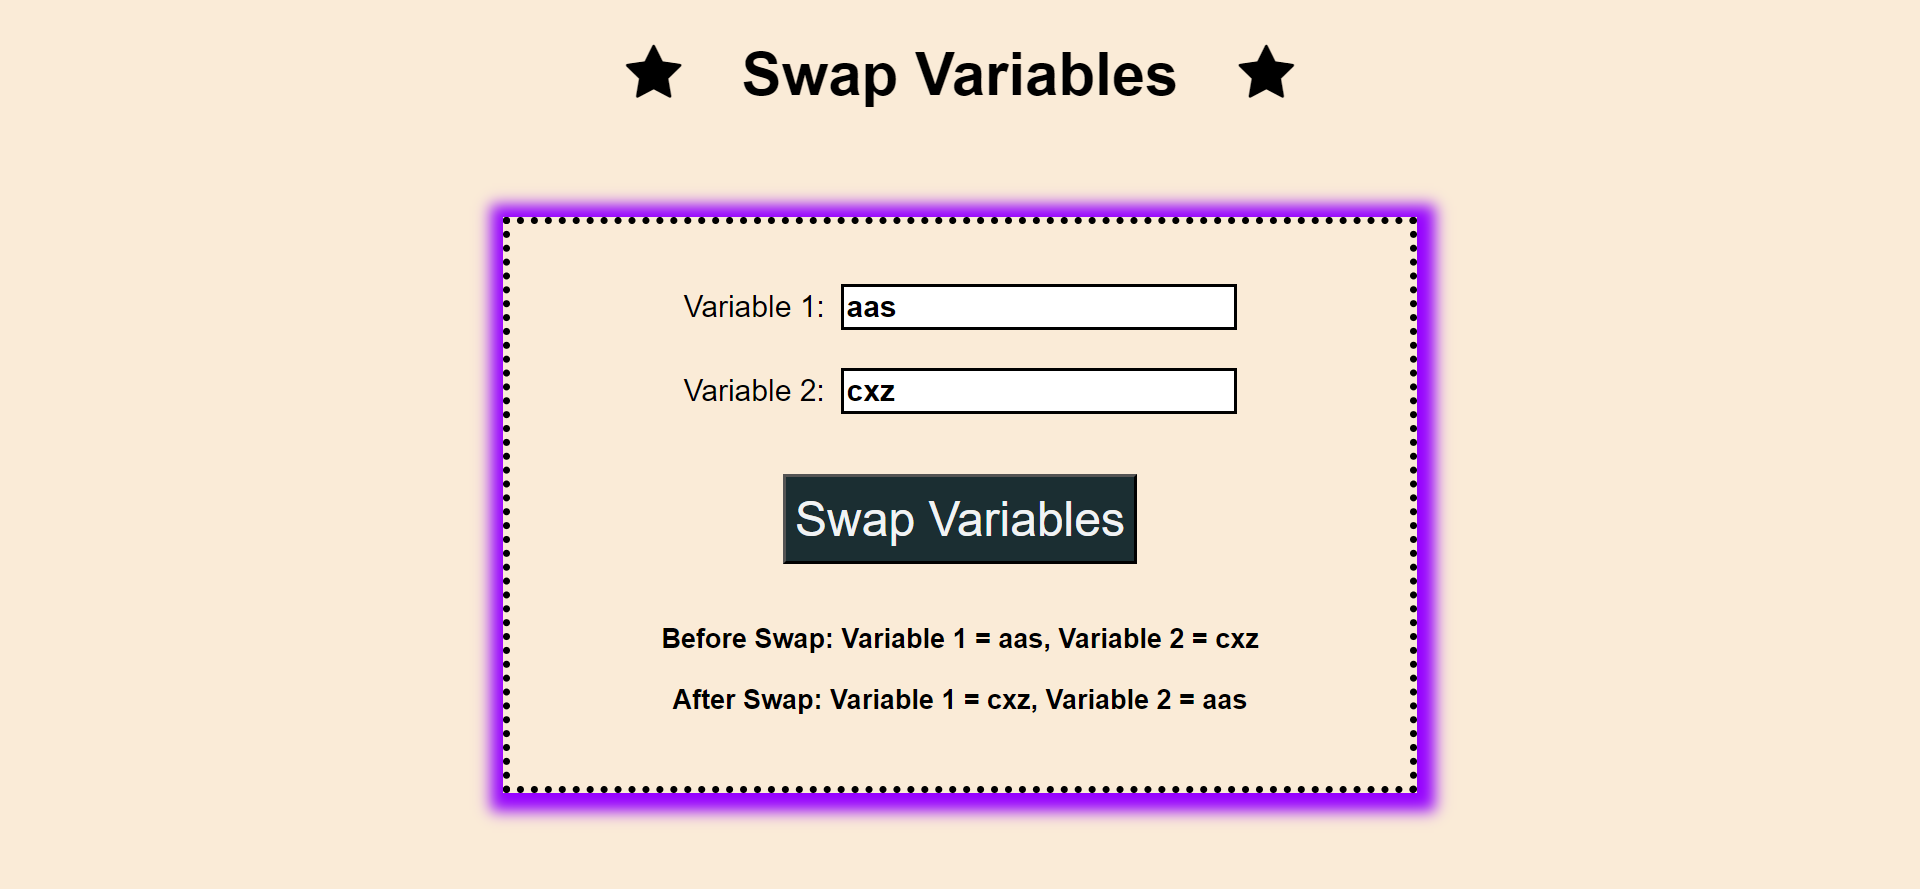 Swap Variables
Variable 1: aas
Variable 2: cxz
Swap Variables
Before Swap: Variable 1 = aas, Variable 2 = cxz
After Swap: Variable 1 = cxz, Variable 2 = aas